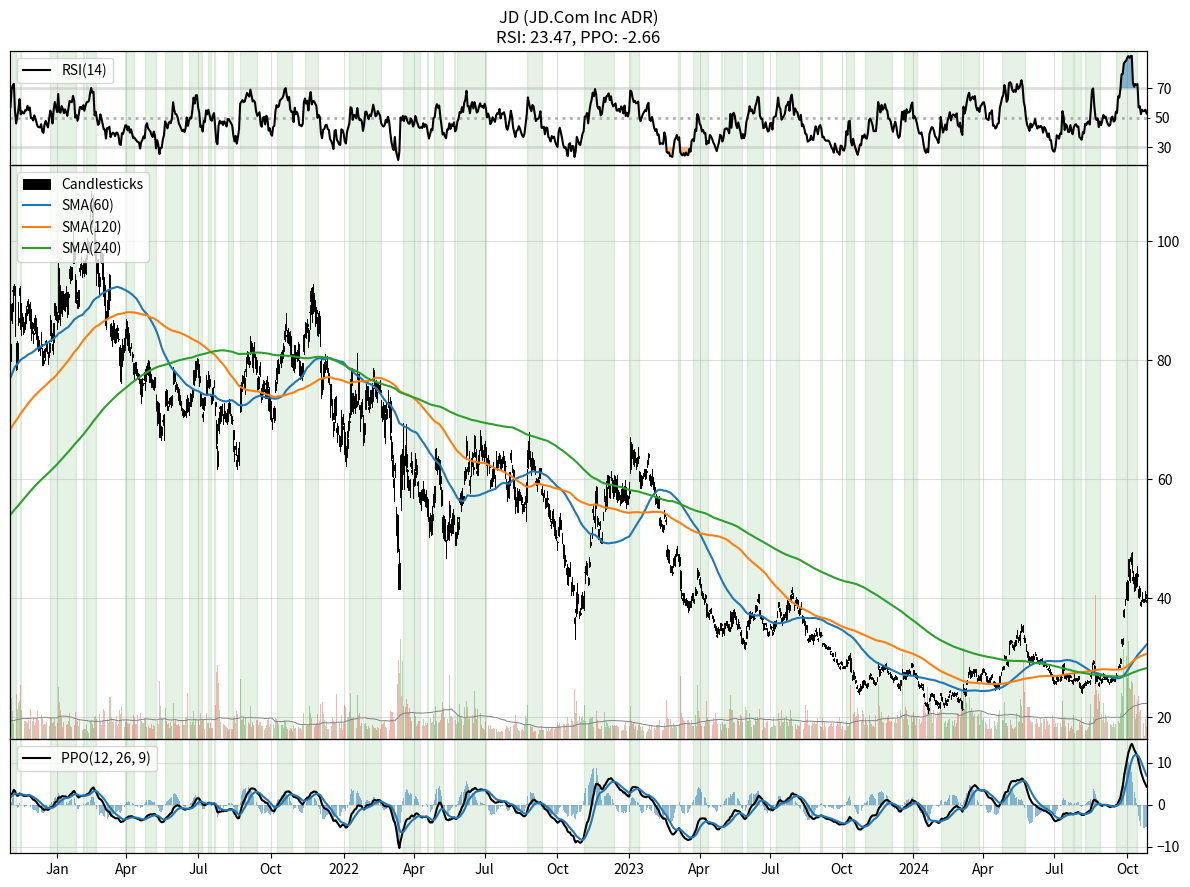 JD (JD.Com Inc ADR)
RSI: 23.47, PPO: -2.66
RSI(14)
70
50
30
Candlesticks
SMA(60)
SMA(120)
SMA(240)
100
80
60
40
20
PPO(12, 26, 9)
10
0
−10
Jan Apr Jul Oct 2022 Apr Jul Oct 2023 Apr Jul Oct 2024 Apr Jul Oct